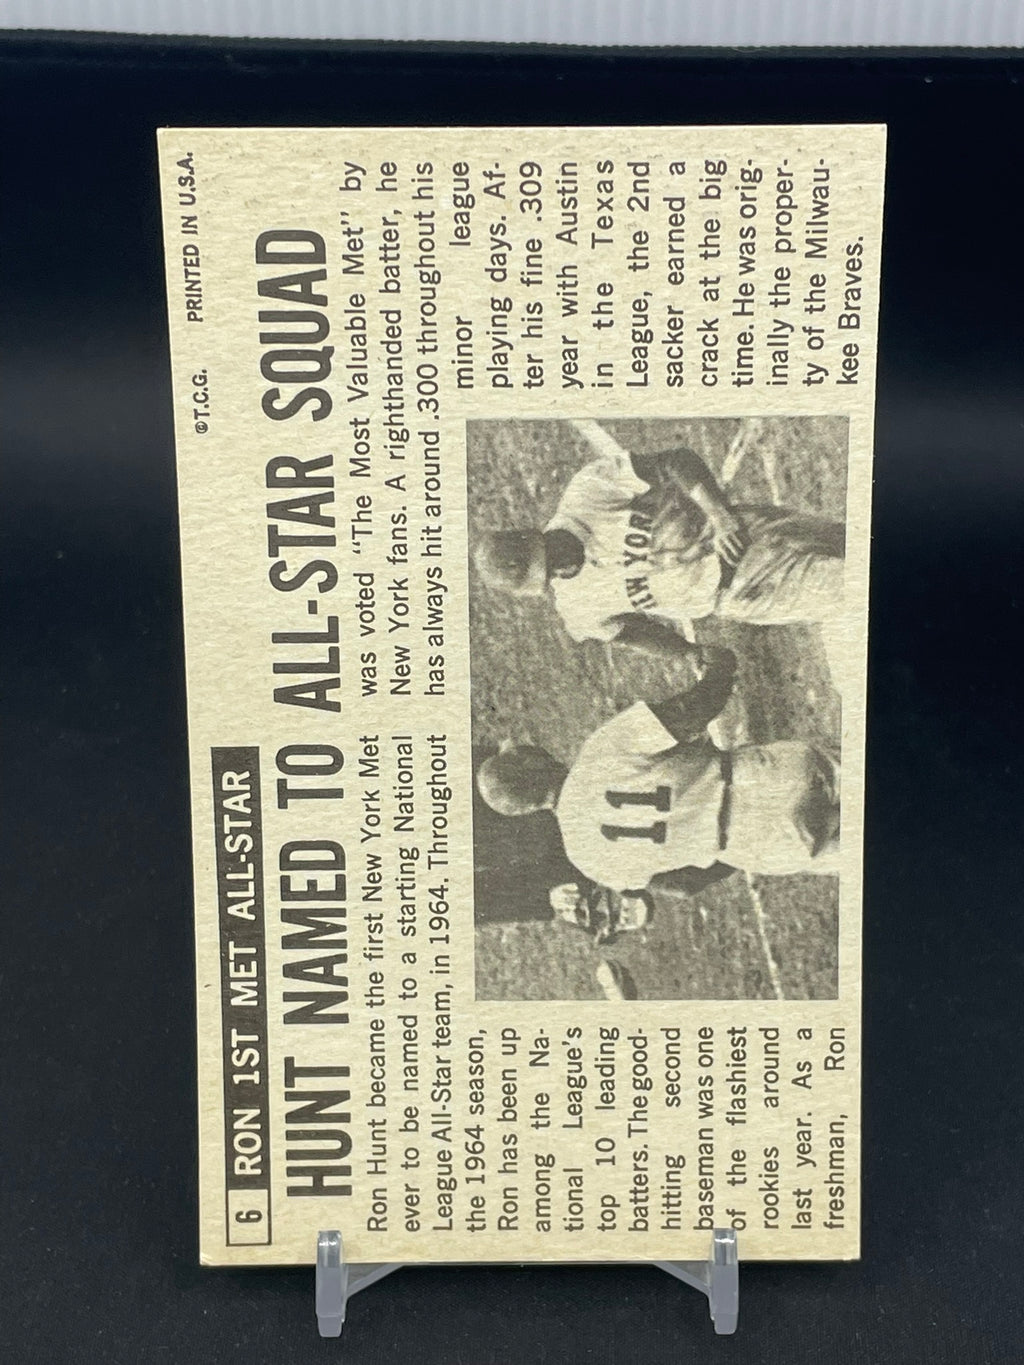 ©T.C.G. PRINTED IN U.S.A.
6 RON 1ST MET ALL-STAR
HUNT NAMED TO ALL-STAR SQUAD
Ron Hunt became the first New York Met
ever to be named to a starting National
League All-Star team, in 1964. Throughout
the 1964 season,
Ron has been up
among the Na-
tional League's
top 10 leading
batters. The good-
hitting second
baseman was one
of the flashiest
rookies around
last year. As a
freshman, Ron
was voted "The Most Valuable Met" by
New York fans. A righthanded batter, he
has always hit around .300 throughout his
minor league
playing days. Af-
ter his fine .309
year with Austin
in the Texas
League, the 2nd
sacker earned a
crack at the big
time. He was orig-
inally the proper-
ty of the Milwau-
kee Braves.
11
NEW YORK